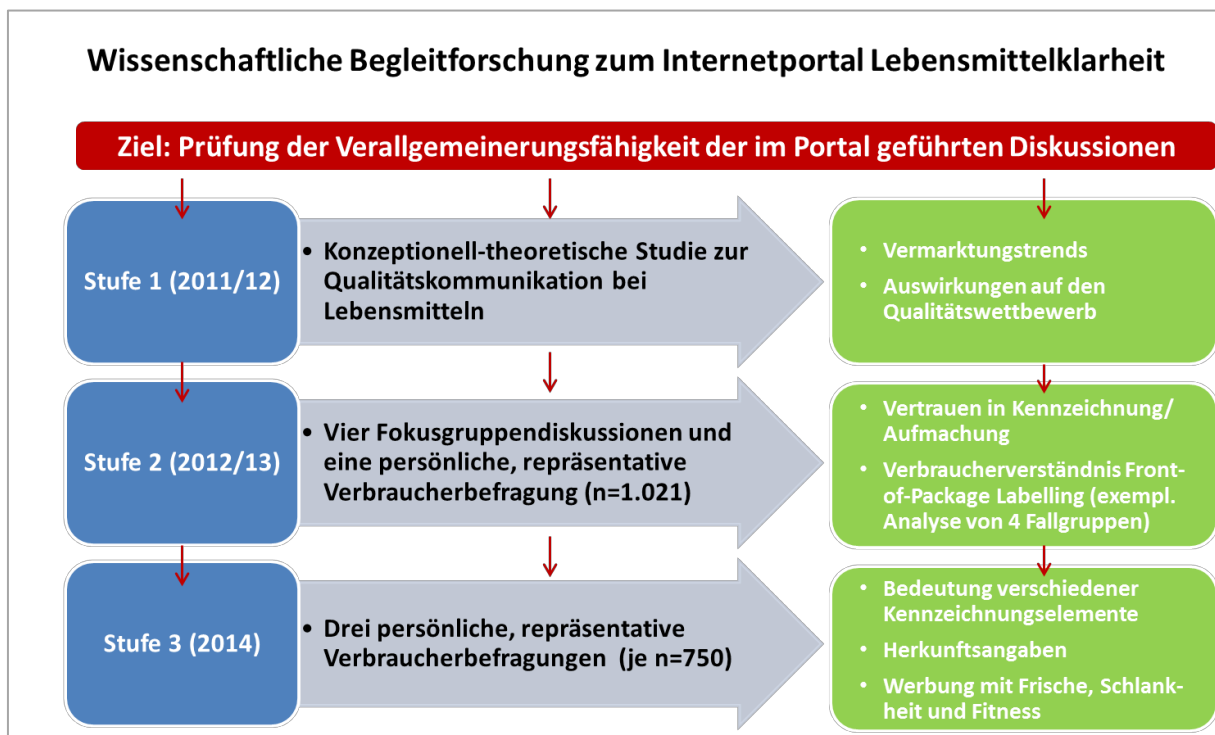 Wissenschaftliche Begleitforschung zum Internetportal Lebensmittelklarheit
Ziel: Prüfung der Verallgemeinerungsfähigkeit der im Portal geführten Diskussionen
Stufe 1 (2011/12)
• Konzeptionell-theoretische Studie zur
Qualitätskommunikation bei
Lebensmitteln
• Vermarktungstrends
• Auswirkungen auf den
Qualitätswettbewerb
Stufe 2 (2012/13)
• Vier Fokusgruppendiskussionen und
eine persönliche, repräsentative
Verbraucherbefragung (n=1.021)
• Vertrauen in Kennzeichnung/
Aufmachung
• Verbraucherverständnis Front-
of-Package Labelling (exempl.
Analyse von 4 Fallgruppen)
Stufe 3 (2014)
• Drei persönliche, repräsentative
Verbraucherbefragungen (je n=750)
• Bedeutung verschiedener
Kennzeichnungselemente
• Herkunftsangaben
• Werbung mit Frische, Schlank-
heit und Fitness